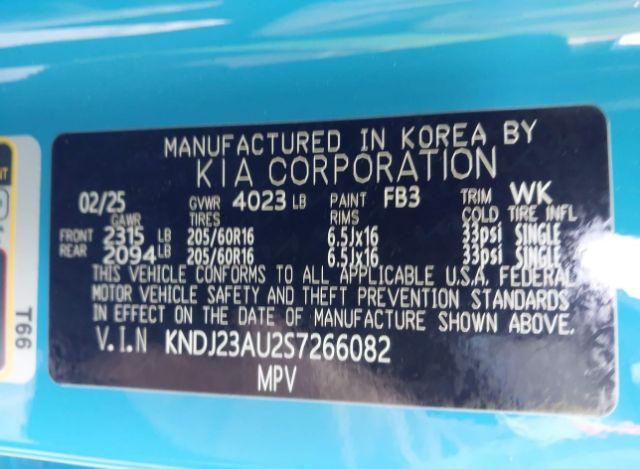 MANUFACTURED IN KOREA BY
KIA CORPORATION
02/25 GVWR 4023 LB PAINT FB3 TRIM WK
GAWR TIRES RIMS COLD TIRE INFL
FRONT 2315 LB 205/60R16 6.5Jx16 33psi SINGLE
REAR 2094 LB 205/60R16 6.5Jx16 33psi SINGLE
THIS VEHICLE CONFORMS TO ALL APPLICABLE U.S.A. FEDERAL
MOTOR VEHICLE SAFETY AND THEFT PREVENTION STANDARDS
IN EFFECT ON THE DATE OF MANUFACTURE SHOWN ABOVE.
V.I.N KNDJ23AU2S7266082
MPV
T66